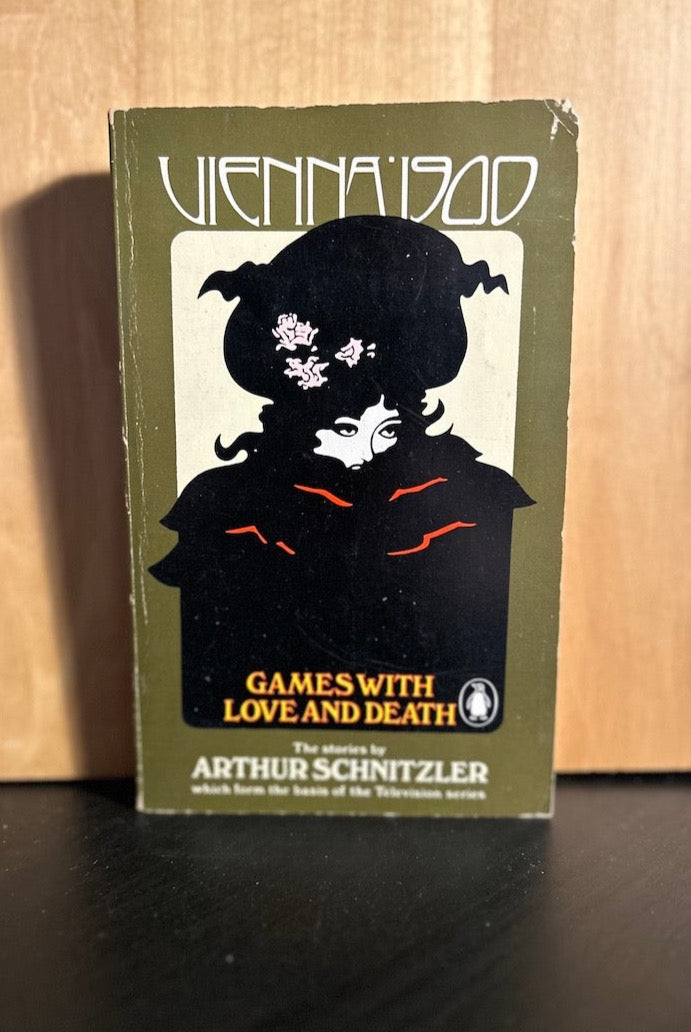 VIENNA 1900
GAMES WITH
LOVE AND DEATH
The stories by
ARTHUR SCHNITZLER
which form the basis of the Television series